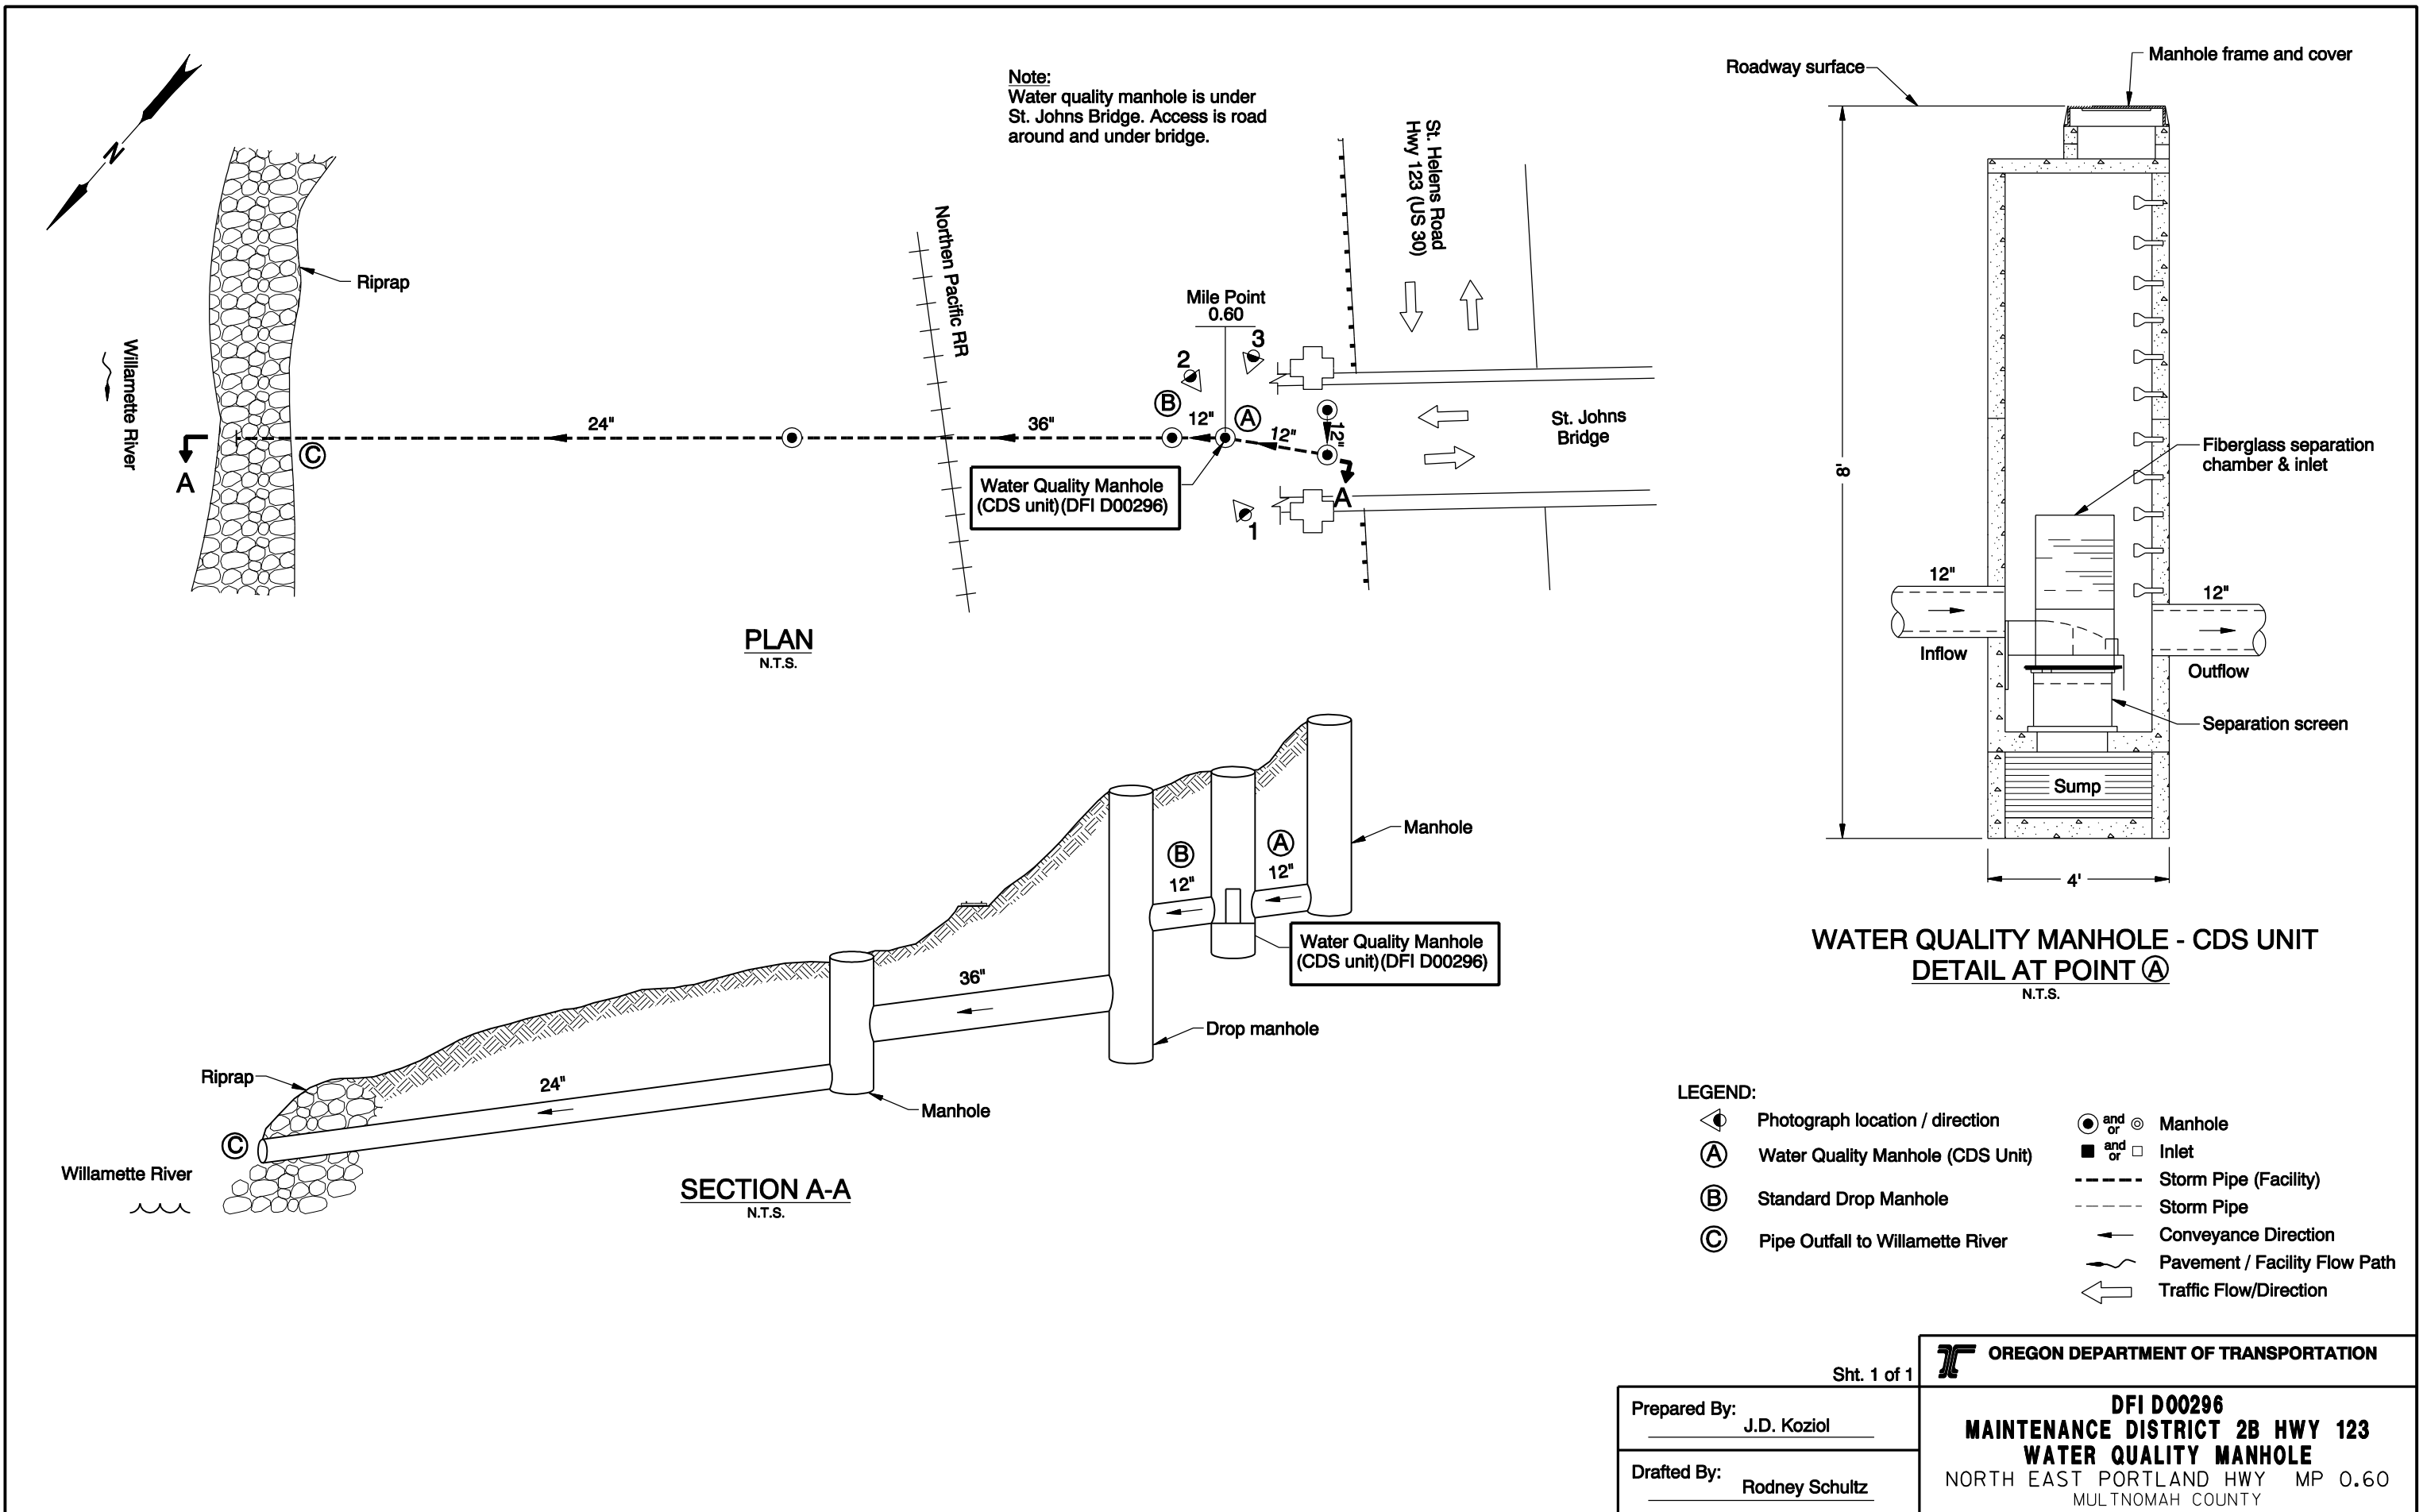 Note:
Water quality manhole is under
St. Johns Bridge. Access is road
around and under bridge.
N
Riprap
Willamette River
A
C
24"
Northen Pacific RR
36"
Mile Point
0.60
2
3
B
12"
A
12"
12"
1
A
St. Helens Road
Hwy 123 (US 30)
St. Johns
Bridge
Water Quality Manhole
(CDS unit)(DFI D00296)
PLAN
N.T.S.
Riprap
C
Willamette River
24"
Manhole
36"
Drop manhole
B
12"
A
12"
Manhole
Water Quality Manhole
(CDS unit)(DFI D00296)
SECTION A-A
N.T.S.
Roadway surface
Manhole frame and cover
8'
Fiberglass separation
chamber & inlet
12"
Inflow
12"
Outflow
Separation screen
Sump
4'
WATER QUALITY MANHOLE - CDS UNIT
DETAIL AT POINT A
N.T.S.
LEGEND:
Photograph location / direction
A Water Quality Manhole (CDS Unit)
B Standard Drop Manhole
C Pipe Outfall to Willamette River
and or Manhole
and or Inlet
Storm Pipe (Facility)
Storm Pipe
Conveyance Direction
Pavement / Facility Flow Path
Traffic Flow/Direction
Sht. 1 of 1
OREGON DEPARTMENT OF TRANSPORTATION
Prepared By:
J.D. Koziol
Drafted By:
Rodney Schultz
DFI D00296
MAINTENANCE DISTRICT 2B HWY 123
WATER QUALITY MANHOLE
NORTH EAST PORTLAND HWY MP 0.60
MULTNOMAH COUNTY